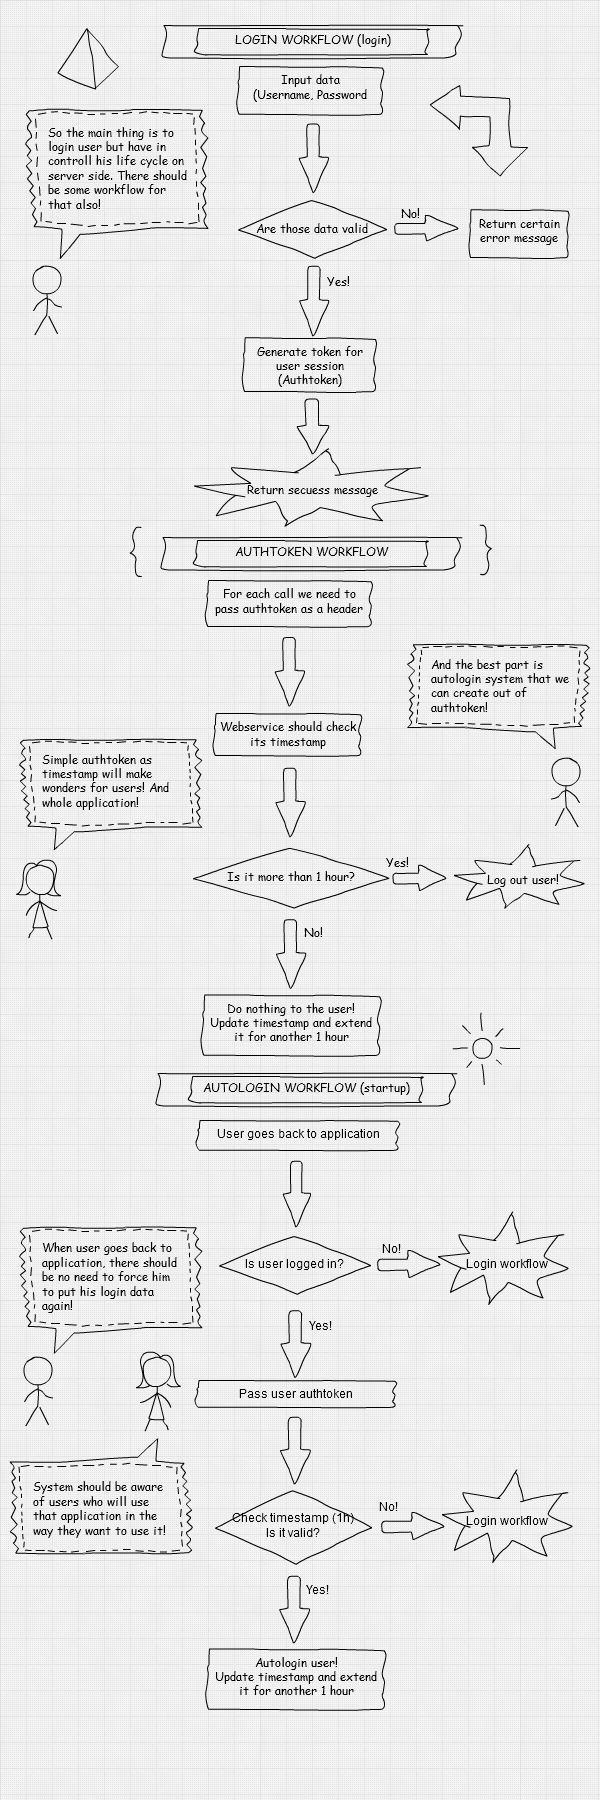 LOGIN WORKFLOW (login)
Input data
(Username, Password
So the main thing is to
login user but have in
controll his life cycle on
server side. There should
be some workflow for
that also!
Are those data valid
No!
Return certain
error message
Yes!
Generate token for
user session
(Authtoken)
Return secuess message
AUTHTOKEN WORKFLOW
For each call we need to
pass authtoken as a header
And the best part is
autologin system that we
can create out of
authtoken!
Webservice should check
its timestamp
Simple authtoken as
timestamp will make
wonders for users! And
whole application!
Is it more than 1 hour?
Yes!
Log out user!
No!
Do nothing to the user!
Update timestamp and extend
it for another 1 hour
AUTOLOGIN WORKFLOW (startup)
User goes back to application
When user goes back to
application, there should
be no need to force him
to put his login data
again!
Is user logged in?
No!
Login workflow
Yes!
Pass user authtoken
System should be aware
of users who will use
that application in the
way they want to use it!
Check timestamp (1h)
Is it valid?
No!
Login workflow
Yes!
Autologin user!
Update timestamp and extend
it for another 1 hour